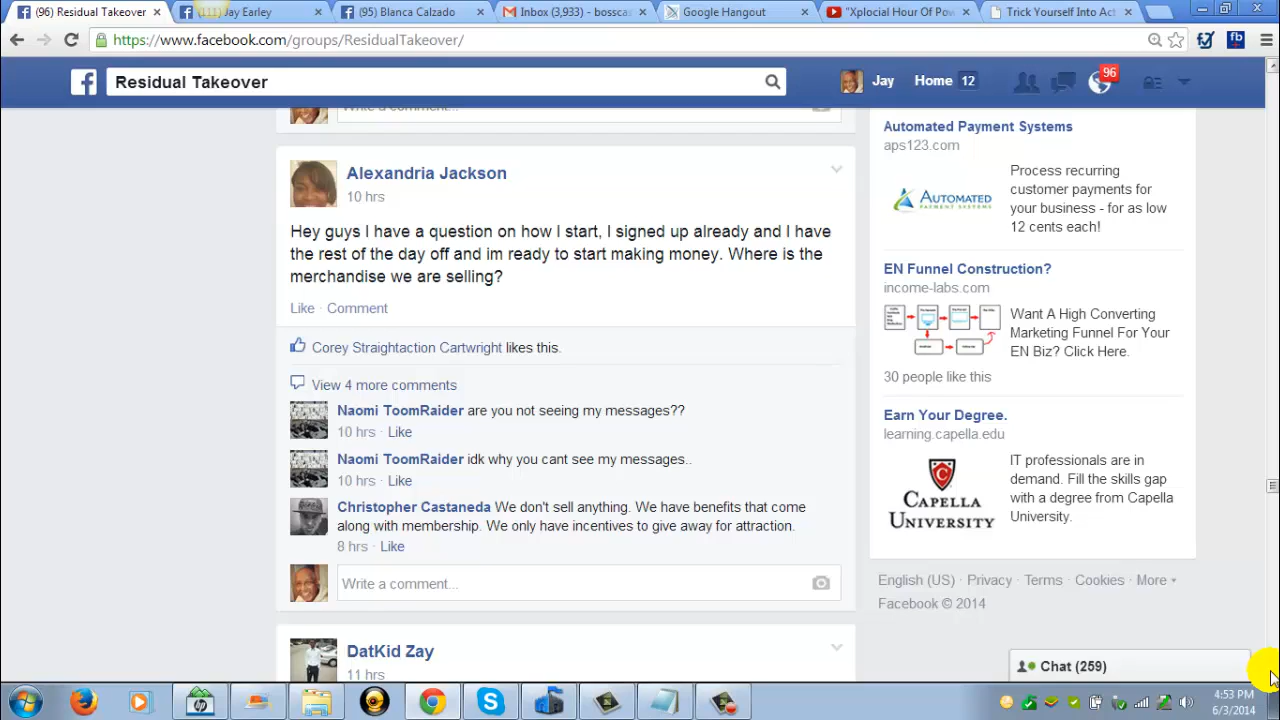 (96) Residual Takeover
(111) Jay Earley
(95) Blanca Calzado
Inbox (3,933) - bosscas
Google Hangout
"Xplocial Hour Of Pow
Trick Yourself Into Act
https://www.facebook.com/groups/ResidualTakeover/
Residual Takeover
Jay
Home 12
96
Write a comment...
Alexandria Jackson
10 hrs
Hey guys I have a question on how I start, I signed up already and I have
the rest of the day off and im ready to start making money. Where is the
merchandise we are selling?
Like · Comment
Corey Straightaction Cartwright likes this.
View 4 more comments
Naomi ToomRaider are you not seeing my messages??
10 hrs · Like
Naomi ToomRaider idk why you cant see my messages..
10 hrs · Like
Christopher Castaneda We don't sell anything. We have benefits that come
along with membership. We only have incentives to give away for attraction.
8 hrs · Like
Write a comment...
DatKid Zay
11 hrs
Automated Payment Systems
aps123.com
AUTOMATED
PAYMENT SYSTEMS
Process recurring
customer payments for
your business - for as low
12 cents each!
EN Funnel Construction?
income-labs.com
Want A High Converting
Marketing Funnel For Your
EN Biz? Click Here.
30 people like this
Earn Your Degree.
learning.capella.edu
CAPELLA
UNIVERSITY
IT professionals are in
demand. Fill the skills gap
with a degree from Capella
University.
English (US) · Privacy · Terms · Cookies · More
Facebook © 2014
Chat (259)
4:53 PM
6/3/2014